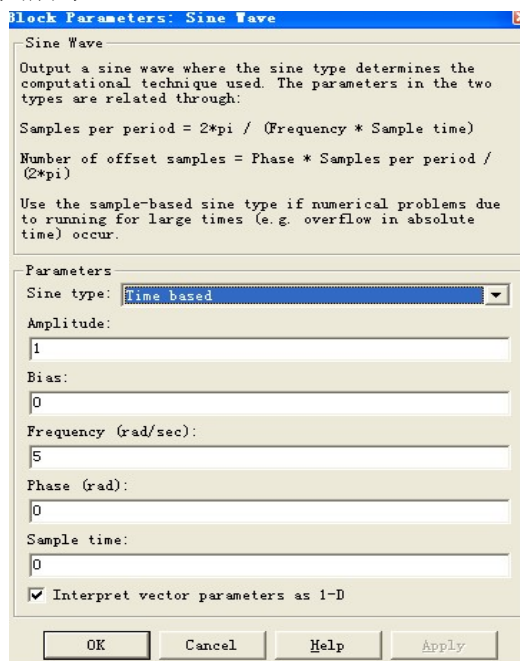 Block Parameters: Sine Wave
Sine Wave
Output a sine wave where the sine type determines the
computational technique used. The parameters in the two
types are related through:
Samples per period = 2*pi / (Frequency * Sample time)
Number of offset samples = Phase * Samples per period /
(2*pi)
Use the sample-based sine type if numerical problems due
to running for large times (e.g. overflow in absolute
time) occur.
Parameters
Sine type: Time based
Amplitude:
1
Bias:
0
Frequency (rad/sec):
5
Phase (rad):
0
Sample time:
0
Interpret vector parameters as 1-D
OK Cancel Help Apply